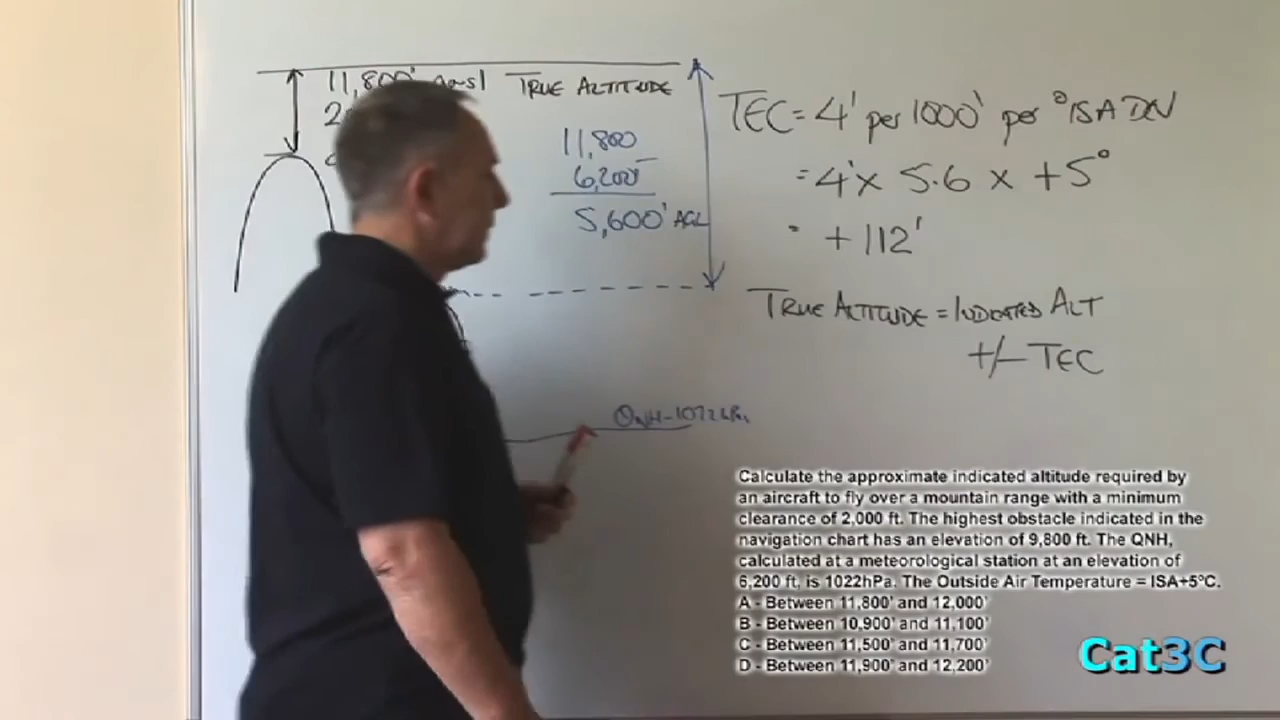 11,800' amsl TRUE ALTITUDE
11,800
6,200' -
5,600' AGL
QNH-1022hPa
TEC = 4' per 1000' per °ISA DEV
= 4' x 5.6 x +5°
= +112'
TRUE ALTITUDE = INDICATED ALT
+/- TEC
Calculate the approximate indicated altitude required by
an aircraft to fly over a mountain range with a minimum
clearance of 2,000 ft. The highest obstacle indicated in the
navigation chart has an elevation of 9,800 ft. The QNH,
calculated at a meteorological station at an elevation of
6,200 ft, is 1022hPa. The Outside Air Temperature = ISA+5°C.
A - Between 11,800' and 12,000'
B - Between 10,900' and 11,100'
C - Between 11,500' and 11,700'
D - Between 11,900' and 12,200'
Cat3C